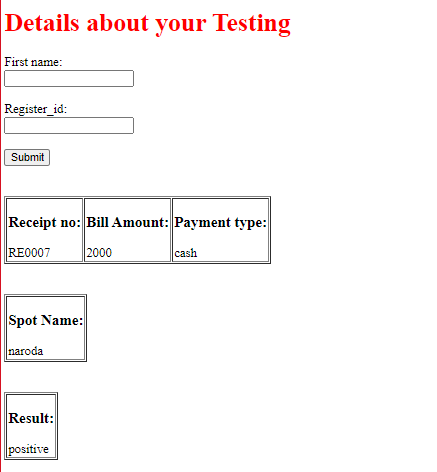 Details about your Testing
First name:
Register_id:
Submit
Receipt no: Bill Amount: Payment type:
RE0007 2000 cash
Spot Name:
naroda
Result:
positive